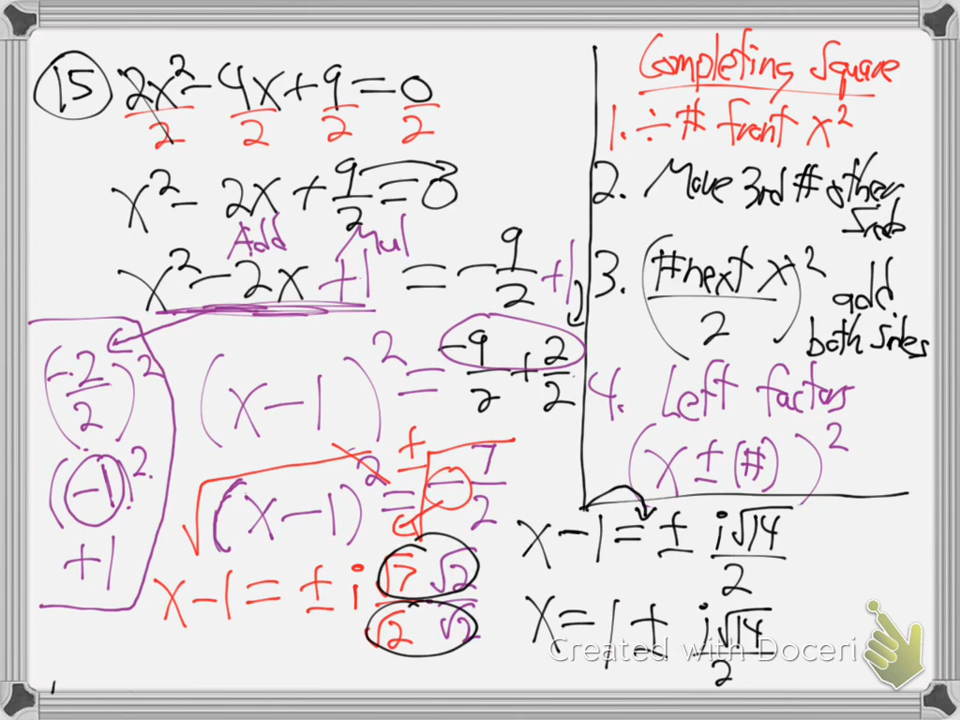 15 2x² - 4x + 9 = 0
2 2 2 2
x² - 2x + 9/2 = 0
Add Mul
x² - 2x + 1 = -9/2 + 1
(-2/2)²
(-1)²
+1
(x - 1)² = -9/2 + 2/2
√(x - 1)² = ±√-7/2
x - 1 = ± i √7 √2 / √2 √2
Completing Square
1. ÷ # front x²
2. Move 3rd # other side
3. (#next x / 2)² add both sides
4. Left factors
(x ± (#))²
x - 1 = ± i√14 / 2
x = 1 ± i√14 / 2
Created with Doceri